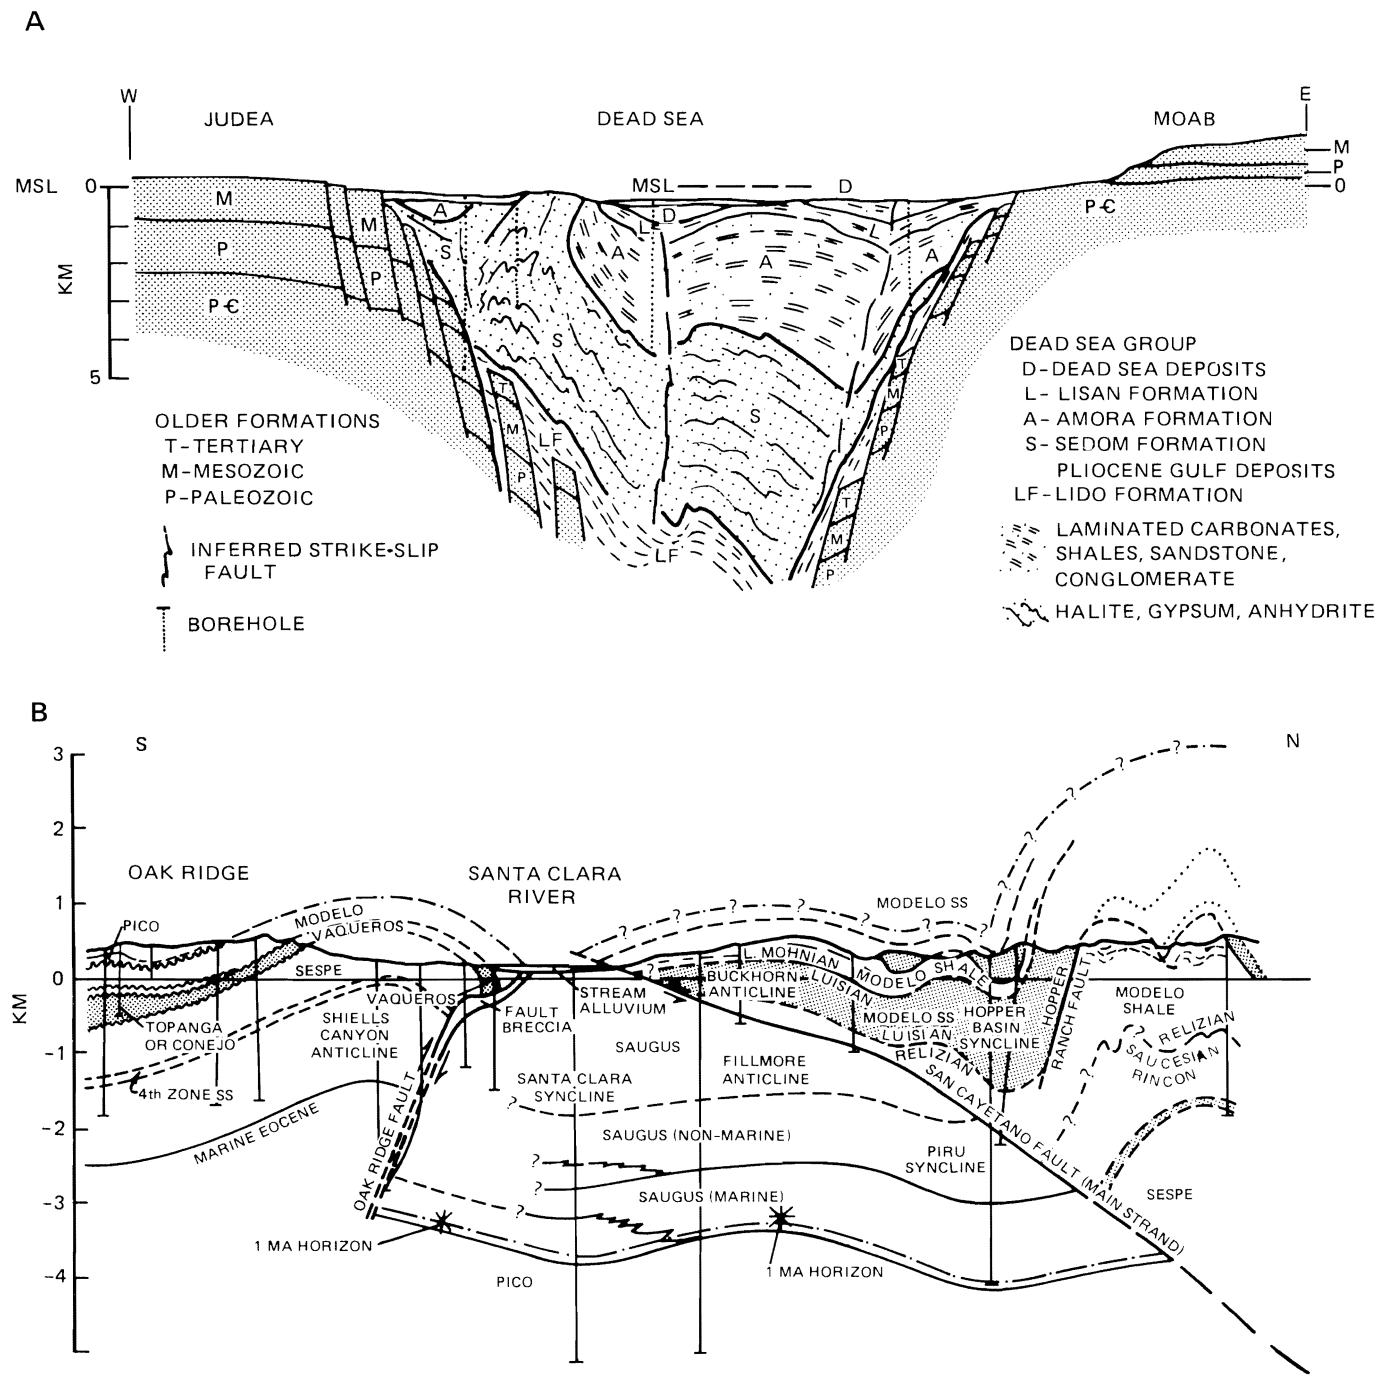 A
W
E
JUDEA
DEAD SEA
MOAB
MSL
0
MSL
D
M
P
0
M
P
P-Є
KM
5
M
P
A
S
S
L
D
A
A
L
A
P-Є
S
T
M
P
LF
LF
T
M
P
T
M
P
OLDER FORMATIONS
T-TERTIARY
M-MESOZOIC
P-PALEOZOIC
INFERRED STRIKE-SLIP
FAULT
BOREHOLE
DEAD SEA GROUP
D-DEAD SEA DEPOSITS
L- LISAN FORMATION
A- AMORA FORMATION
S- SEDOM FORMATION
PLIOCENE GULF DEPOSITS
LF-LIDO FORMATION
LAMINATED CARBONATES,
SHALES, SANDSTONE,
CONGLOMERATE
HALITE, GYPSUM, ANHYDRITE
B
S
N
3
2
1
0
-1
-2
-3
-4
KM
OAK RIDGE
SANTA CLARA
RIVER
PICO
MODELO
VAQUEROS
SESPE
VAQUEROS
TOPANGA
OR CONEJO
4th ZONE SS
SHIELLS
CANYON
ANTICLINE
MARINE EOCENE
OAK RIDGE FAULT
FAULT
BRECCIA
STREAM
ALLUVIUM
SAUGUS
SANTA CLARA
SYNCLINE
FILLMORE
ANTICLINE
SAUGUS (NON-MARINE)
SAUGUS (MARINE)
PIRU
SYNCLINE
1 MA HORIZON
1 MA HORIZON
PICO
MODELO SS
L. MOHNIAN
BUCKHORN
ANTICLINE
LUISIAN
MODELO SHALE
MODELO SS
LUISIAN
RELIZIAN
HOPPER
BASIN
SYNCLINE
HOPPER
RANCH FAULT
SAN CAYETANO FAULT (MAIN STRAND)
MODELO
SHALE
RELIZIAN
SAUCESIAN
RINCON
SESPE
? ? ? ? ?
? ? ? ? ? ?
?
?
?
?
?
?
?
?